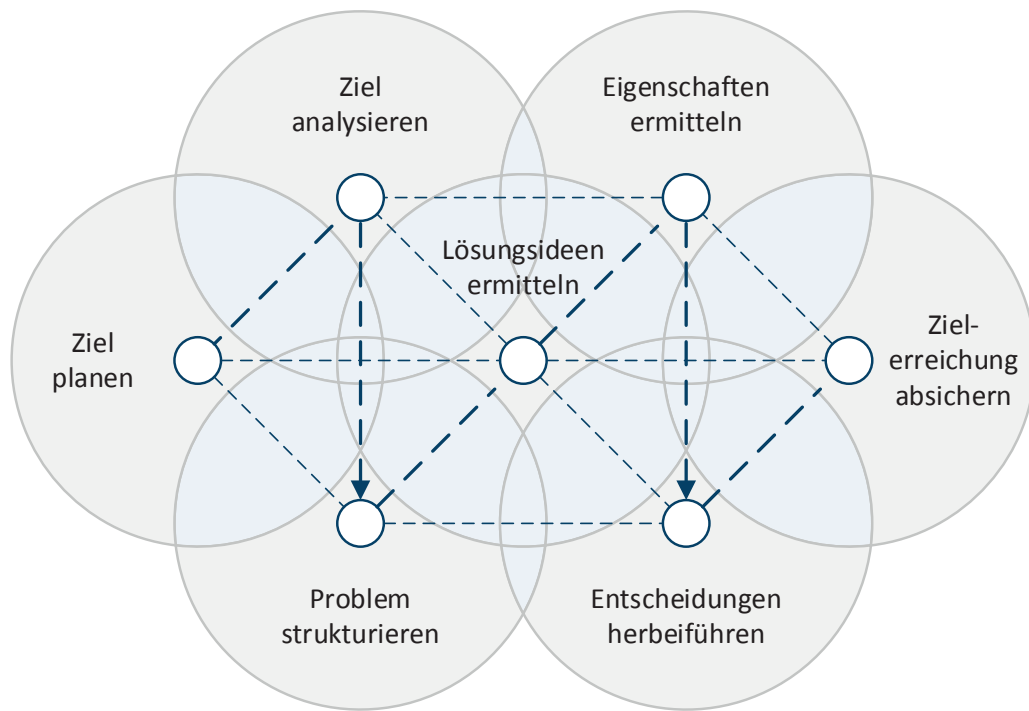 Ziel
analysieren
Eigenschaften
ermitteln
Lösungsideen
ermitteln
Ziel
planen
Ziel-
erreichung
absichern
Problem
strukturieren
Entscheidungen
herbeiführen